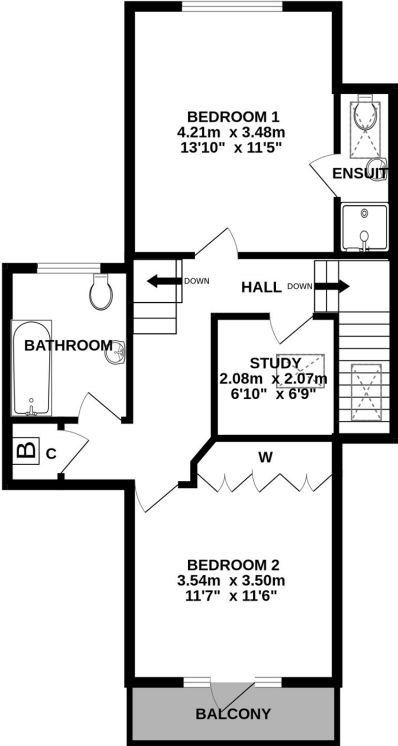 BEDROOM 1
4.21m x 3.48m
13'10" x 11'5"
ENSUIT
DOWN
HALL
DOWN
BATHROOM
STUDY
2.08m x 2.07m
6'10" x 6'9"
B
C
W
BEDROOM 2
3.54m x 3.50m
11'7" x 11'6"
BALCONY